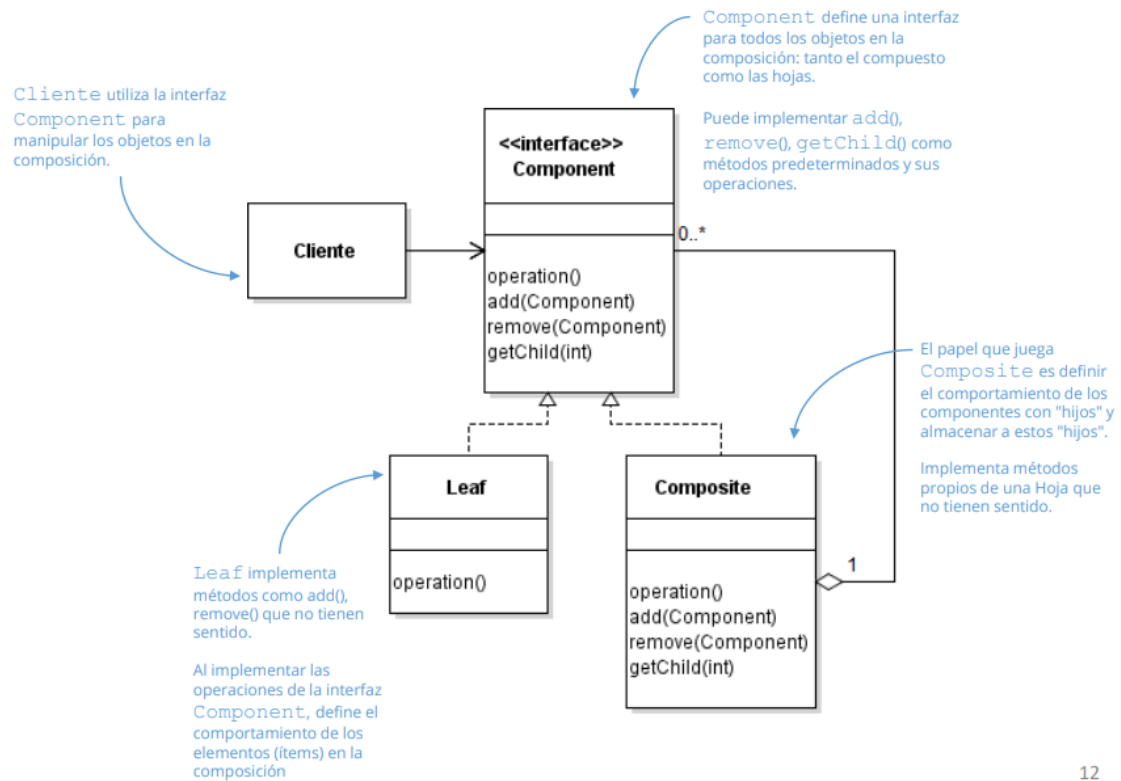 Component define una interfaz
para todos los objetos en la
composición: tanto el compuesto
como las hojas.
Puede implementar add(),
remove(), getChild() como
métodos predeterminados y sus
operaciones.
Cliente utiliza la interfaz
Component para
manipular los objetos en la
composición.
<<interface>>
Component
operation()
add(Component)
remove(Component)
getChild(int)
0..*
Cliente
El papel que juega
Composite es definir
el comportamiento de los
componentes con "hijos" y
almacenar a estos "hijos".
Implementa métodos
propios de una Hoja que
no tienen sentido.
Leaf
operation()
Composite
operation()
add(Component)
remove(Component)
getChild(int)
1
Leaf implementa
métodos como add(),
remove() que no tienen
sentido.
Al implementar las
operaciones de la interfaz
Component, define el
comportamiento de los
elementos (ítems) en la
composición
12